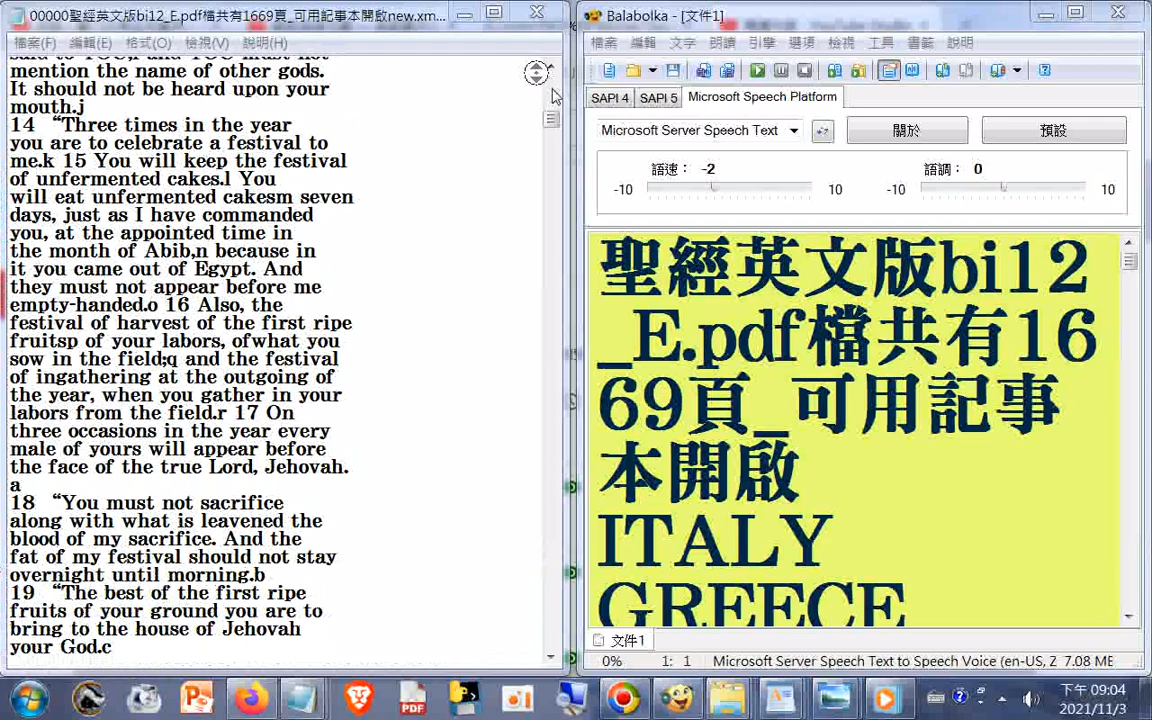 00000聖經英文版bi12_E.pdf檔共有1669頁_可用記事本開啟new.xm...
檔案(F) 編輯(E) 格式(O) 檢視(V) 說明(H)
mention the name of other gods.
It should not be heard upon your
mouth.j
14 “Three times in the year
you are to celebrate a festival to
me.k 15 You will keep the festival
of unfermented cakes.l You
will eat unfermented cakesm seven
days, just as I have commanded
you, at the appointed time in
the month of Abib,n because in
it you came out of Egypt. And
they must not appear before me
empty-handed.o 16 Also, the
festival of harvest of the first ripe
fruitsp of your labors, ofwhat you
sow in the field;q and the festival
of ingathering at the outgoing of
the year, when you gather in your
labors from the field.r 17 On
three occasions in the year every
male of yours will appear before
the face of the true Lord, Jehovah.
a
18 “You must not sacrifice
along with what is leavened the
blood of my sacrifice. And the
fat of my festival should not stay
overnight until morning.b
19 “The best of the first ripe
fruits of your ground you are to
bring to the house of Jehovah
your God.c
Balabolka - [文件1]
檔案 編輯 文字 朗讀 引擎 選項 檢視 工具 書籤 說明
SAPI 4 SAPI 5 Microsoft Speech Platform
Microsoft Server Speech Text 關於 預設
語速： -2 語調： 0
-10 10 -10 10
聖經英文版bi12
_E.pdf檔共有16
69頁_可用記事
本開啟
ITALY
GREECE
文件1
0% 1: 1 Microsoft Server Speech Text to Speech Voice (en-US, Z 7.08 ME
PDF
下午 09:04
2021/11/3